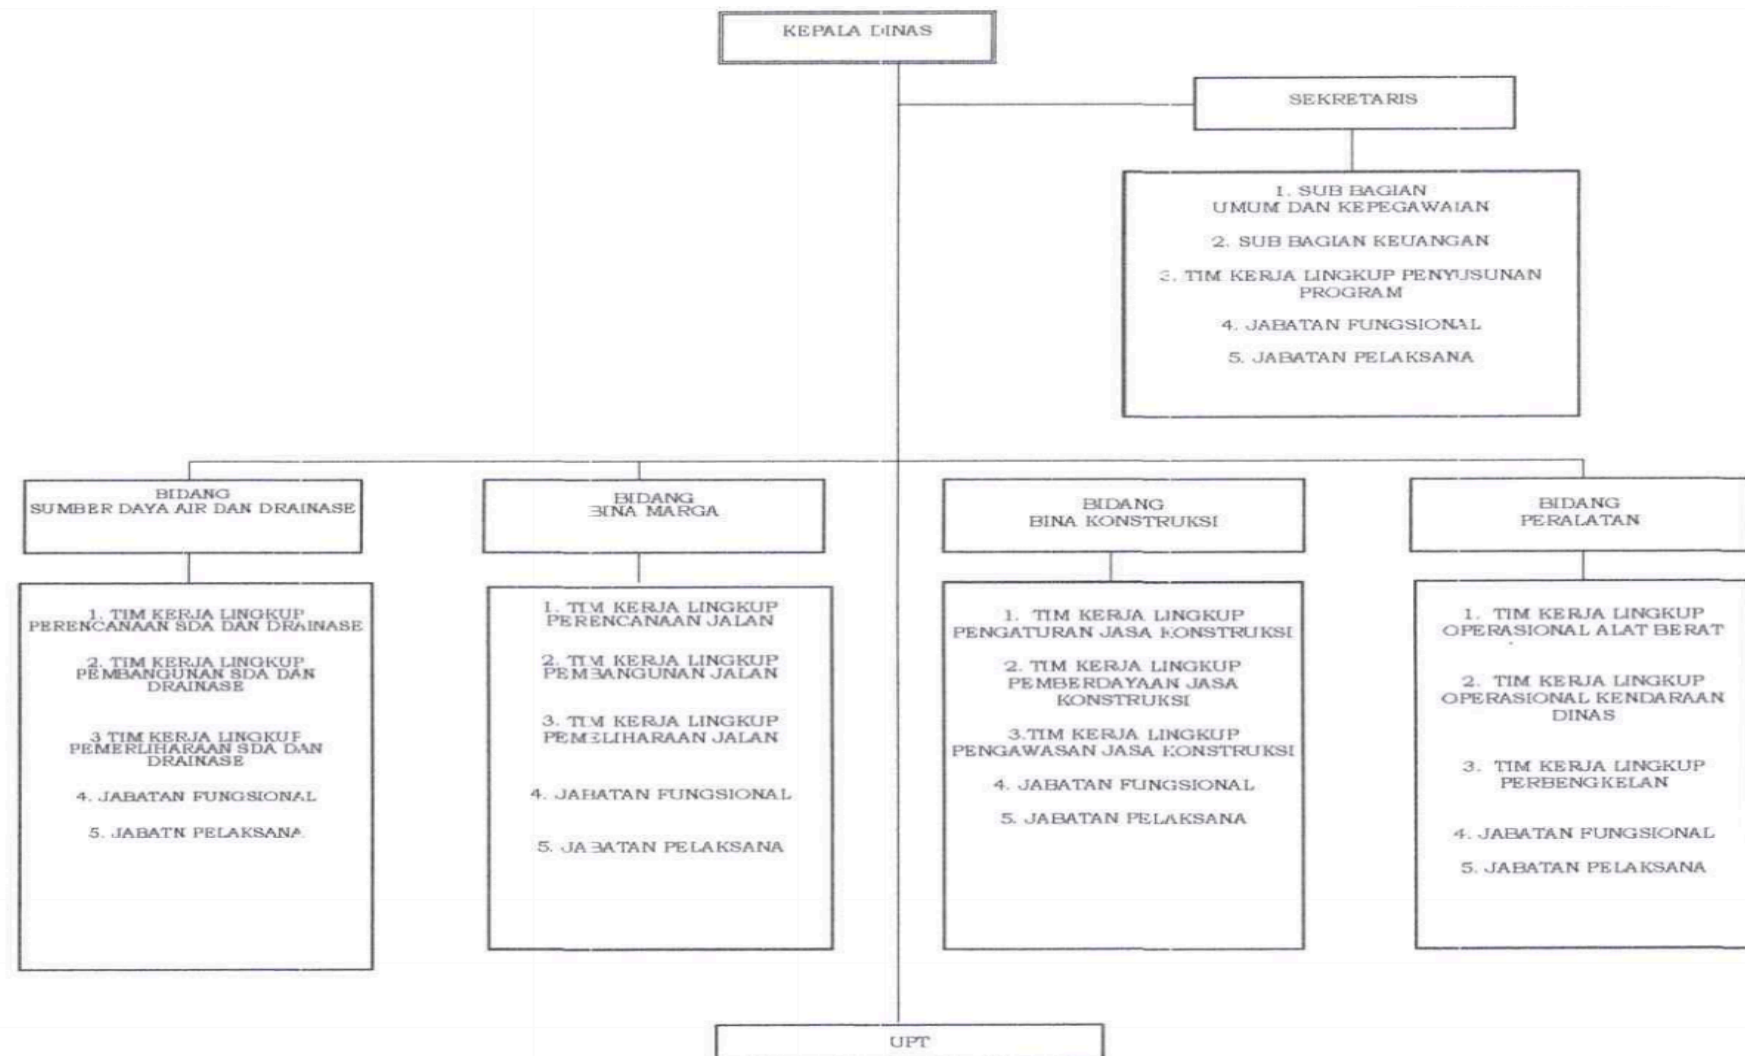 KEPALA DINAS
SEKRETARIS
1. SUB BAGIAN
UMUM DAN KEPEGAWAIAN
2. SUB BAGIAN KEUANGAN
3. TIM KERJA LINGKUP PENYUSUNAN
PROGRAM
4. JABATAN FUNGSIONAL
5. JABATAN PELAKSANA
BIDANG
SUMBER DAYA AIR DAN DRAINASE
1. TIM KERJA LINGKUP
PERENCANAAN SDA DAN DRAINASE
2. TIM KERJA LINGKUP
PEMBANGUNAN SDA DAN
DRAINASE
3 TIM KERJA LINGKUP
PEMERLIHARAAN SDA DAN
DRAINASE
4. JABATAN FUNGSIONAL
5. JABATN PELAKSANA
BIDANG
BINA MARGA
1. TIM KERJA LINGKUP
PERENCANAAN JALAN
2. TIM KERJA LINGKUP
PEMBANGUNAN JALAN
3. TIM KERJA LINGKUP
PEMELIHARAAN JALAN
4. JABATAN FUNGSIONAL
5. JABATAN PELAKSANA
BIDANG
BINA KONSTRUKSI
1. TIM KERJA LINGKUP
PENGATURAN JASA KONSTRUKSI
2. TIM KERJA LINGKUP
PEMBERDAYAAN JASA
KONSTRUKSI
3.TIM KERJA LINGKUP
PENGAWASAN JASA KONSTRUKSI
4. JABATAN FUNGSIONAL
5. JABATAN PELAKSANA
BIDANG
PERALATAN
1. TIM KERJA LINGKUP
OPERASIONAL ALAT BERAT
2. TIM KERJA LINGKUP
OPERASIONAL KENDARAAN
DINAS
3. TIM KERJA LINGKUP
PERBENGKELAN
4. JABATAN FUNGSIONAL
5. JABATAN PELAKSANA
UPT